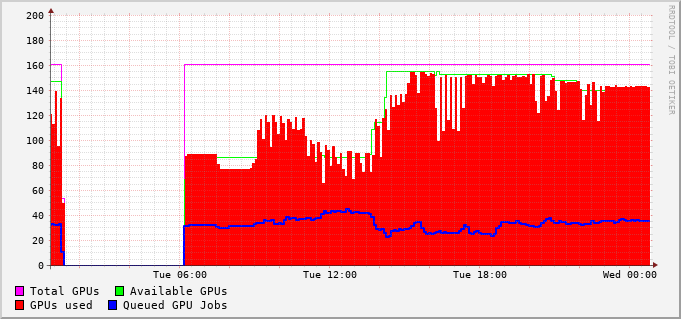 200
180
160
140
120
100
80
60
40
20
0
Tue 06:00 Tue 12:00 Tue 18:00 Wed 00:00
Total GPUs Available GPUs
GPUs used Queued GPU Jobs
RRDTOOL / TOBI OETIKER